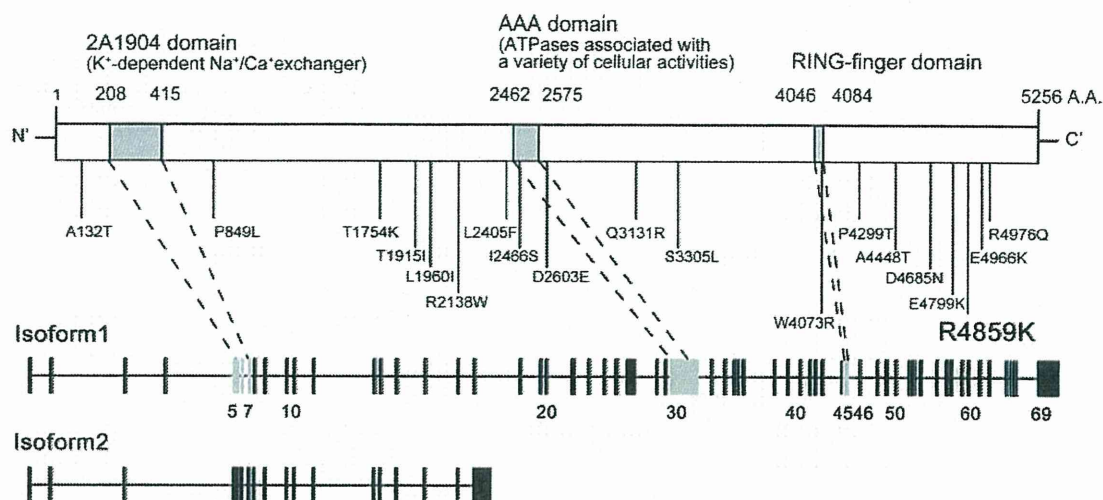 AAA domain
2A1904 domain
(ATPases associated with
(K⁺-dependent Na⁺/Ca⁺exchanger)
a variety of cellular activities)
RING-finger domain
1 208 415 2462 2575 4046 4084 5256 A.A.
N' C'
A132T P849L T1754K L2405F Q3131R P4299T R4976Q
T1915I I2466S S3305L A4448T E4966K
L1960I D2603E D4685N
R2138W E4799K
W4073R R4859K
Isoform1
5 7 10 20 30 40 4546 50 60 69
Isoform2